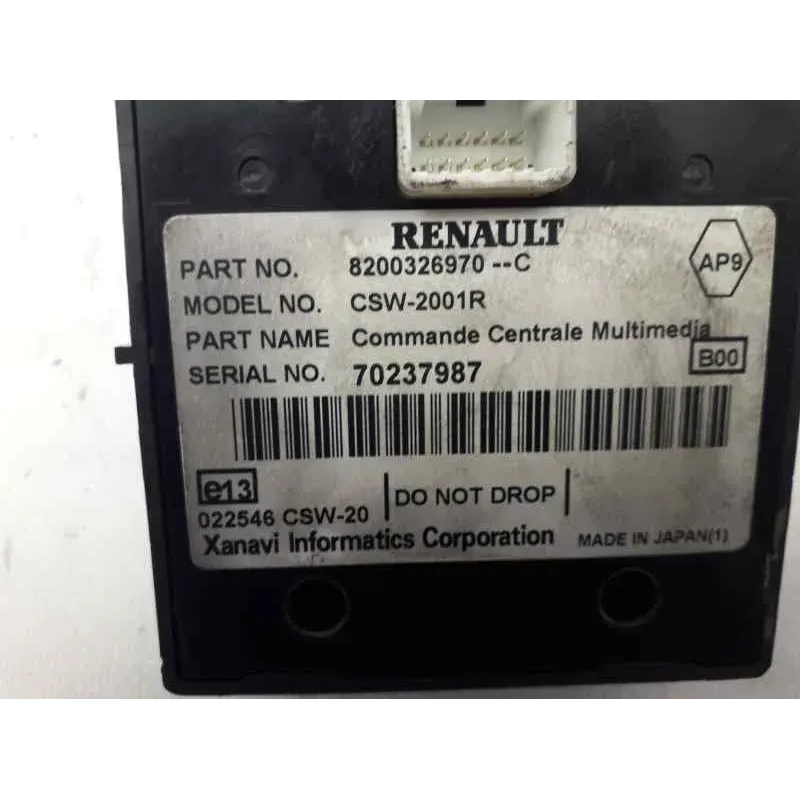 RENAULT
PART NO. 8200326970 --C
AP9
MODEL NO. CSW-2001R
PART NAME Commande Centrale Multimedia
B00
SERIAL NO. 70237987
e13
DO NOT DROP
022546 CSW-20
Xanavi Informatics Corporation MADE IN JAPAN(1)